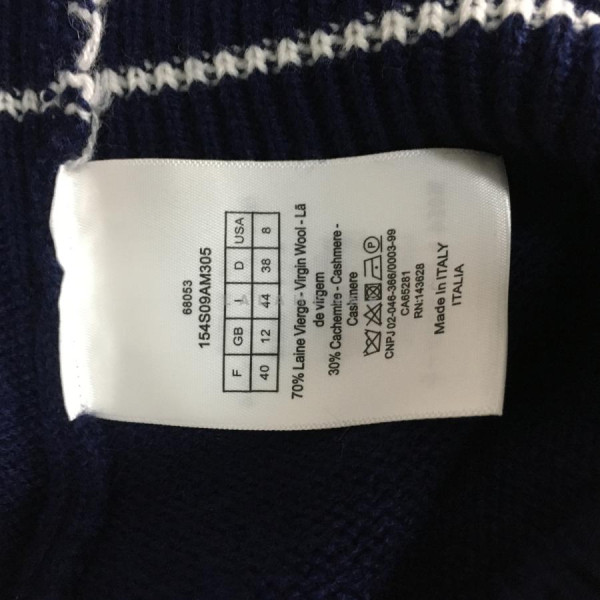 68053
154S09AM305
F GB I D USA
40 12 44 38 8
70% Laine Vierge - Virgin Wool - Lã
de virgem
30% Cachemire - Cashmere -
Cashmere
CNPJ 02-046-366/0003-99
CA65281
RN:143628
Made in ITALY
ITALIA